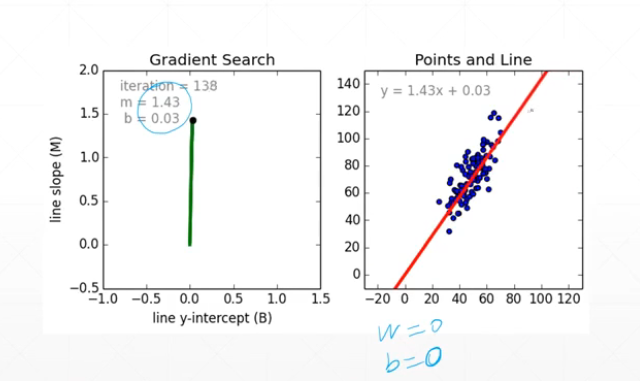 Gradient Search
iteration = 138
m = 1.43
b = 0.03
line slope (M)
2.0
1.5
1.0
0.5
0.0
−0.5
−1.0 −0.5 0.0 0.5 1.0 1.5
line y-intercept (B)
Points and Line
y = 1.43x + 0.03
140
120
100
80
60
40
20
0
−20 0 20 40 60 80 100 120
w = 0
b = 0